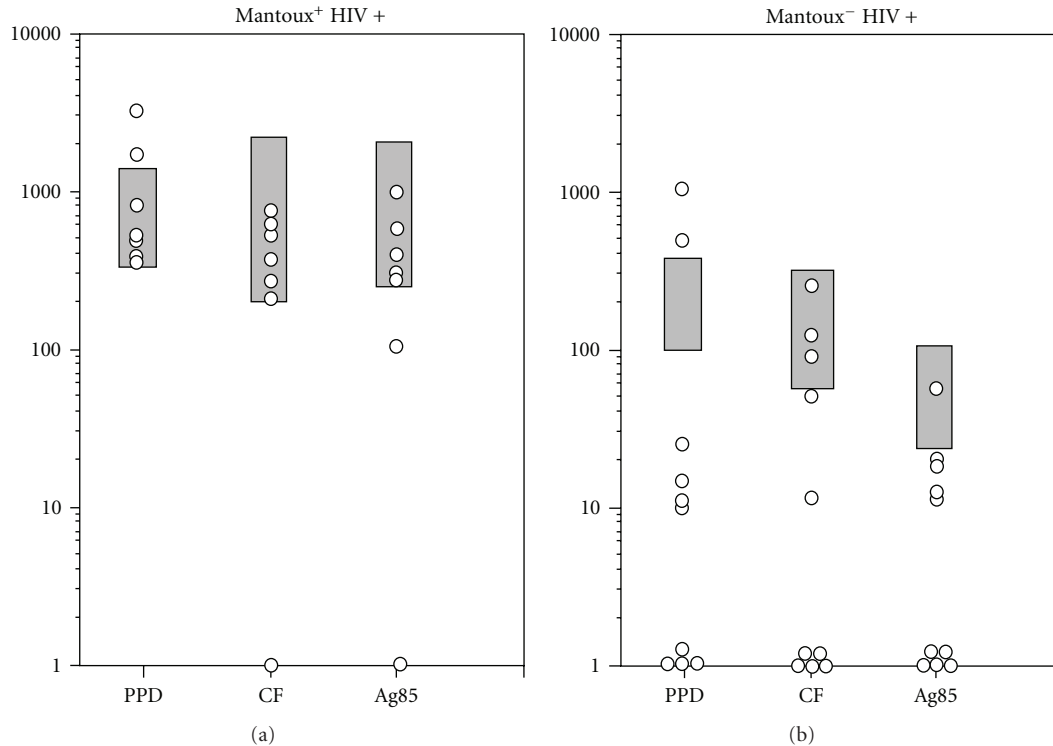 Mantoux⁺ HIV +
10000
1000
100
10
1
PPD CF Ag85
(a)
Mantoux⁻ HIV +
10000
1000
100
10
1
PPD CF Ag85
(b)